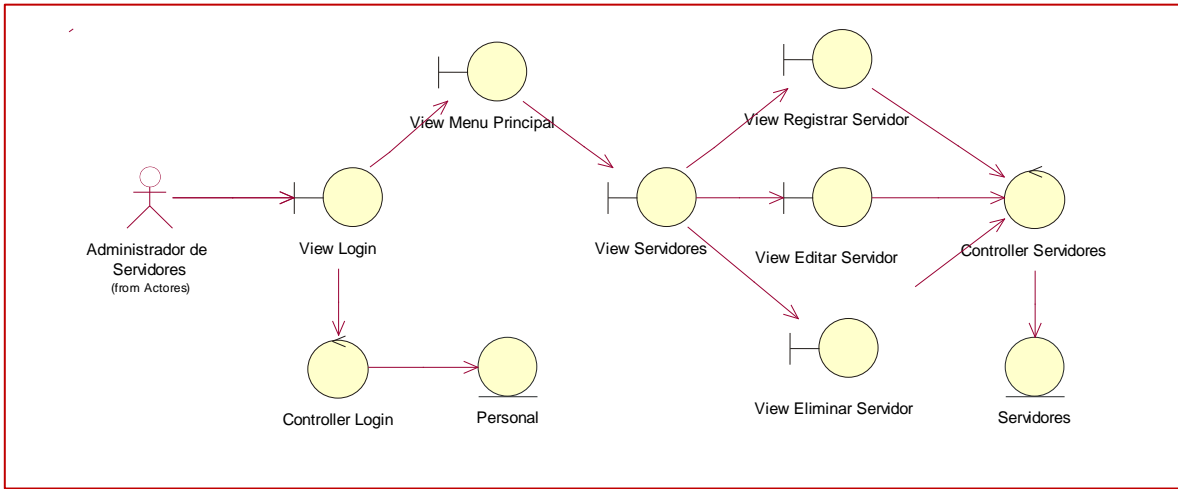 View Menu Principal
View Registrar Servidor
Administrador de
Servidores
(from Actores)
View Login
View Servidores
View Editar Servidor
Controller Servidores
Controller Login
Personal
View Eliminar Servidor
Servidores